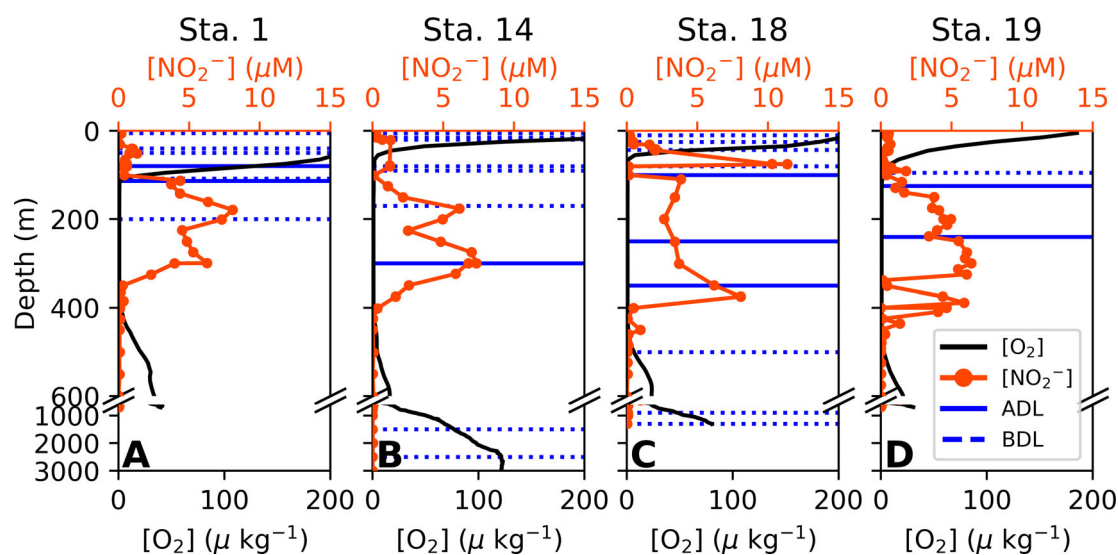 Sta. 1 Sta. 14 Sta. 18 Sta. 19
[NO₂⁻] (μM) [NO₂⁻] (μM) [NO₂⁻] (μM) [NO₂⁻] (μM)
0 5 10 15 0 5 10 15 0 5 10 15 0 5 10 15
Depth (m)
0
200
400
600
1000
2000
3000
[O₂]
[NO₂⁻]
ADL
BDL
A B C D
0 100 200 0 100 200 0 100 200 0 100 200
[O₂] (μ kg⁻¹) [O₂] (μ kg⁻¹) [O₂] (μ kg⁻¹) [O₂] (μ kg⁻¹)